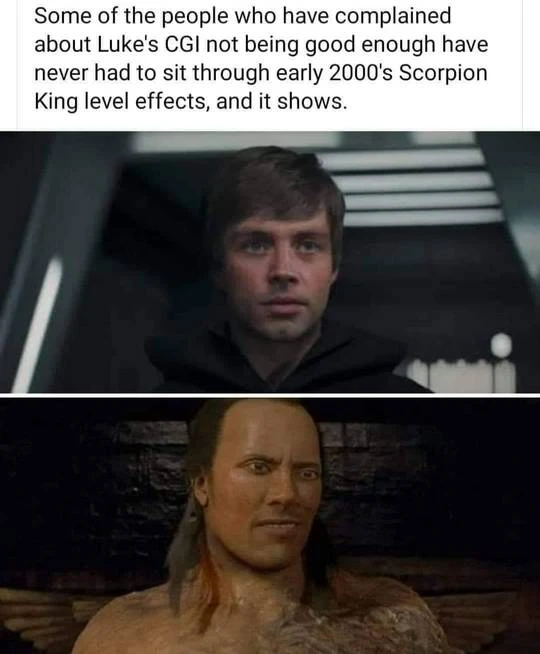 Some of the people who have complained
about Luke's CGI not being good enough have
never had to sit through early 2000's Scorpion
King level effects, and it shows.